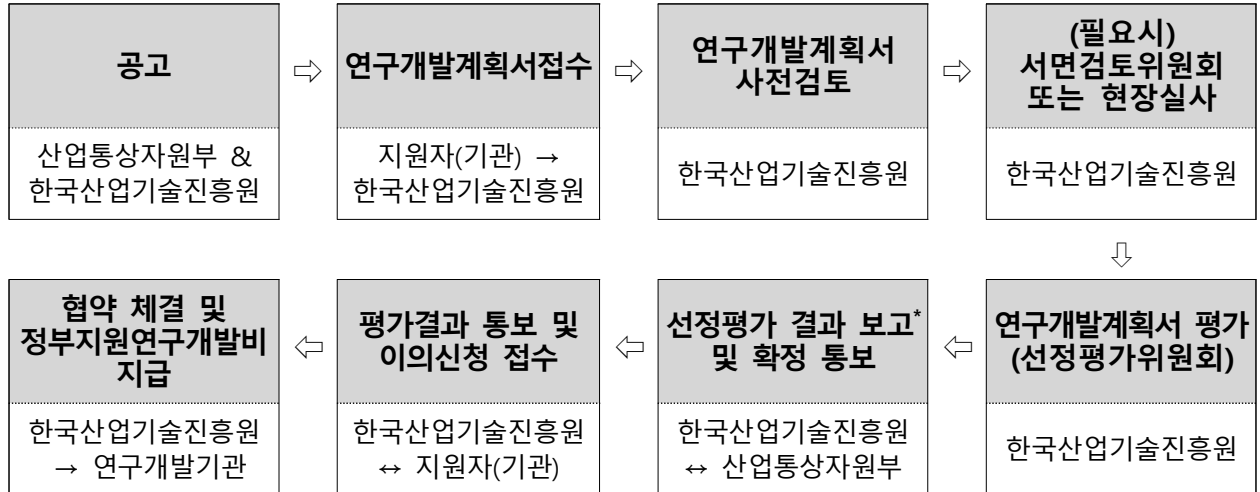 공고
산업통상자원부 &
한국산업기술진흥원
⇨
연구개발계획서접수
지원자(기관) →
한국산업기술진흥원
⇨
연구개발계획서
사전검토
한국산업기술진흥원
⇨
(필요시)
서면검토위원회
또는 현장실사
한국산업기술진흥원
⇩
연구개발계획서 평가
(선정평가위원회)
한국산업기술진흥원
⇦
선정평가 결과 보고*
및 확정 통보
한국산업기술진흥원
↔ 산업통상자원부
⇦
평가결과 통보 및
이의신청 접수
한국산업기술진흥원
↔ 지원자(기관)
⇦
협약 체결 및
정부지원연구개발비
지급
한국산업기술진흥원
→ 연구개발기관